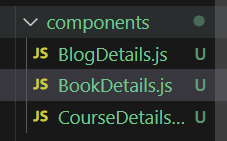 components
JS BlogDetails.js U
JS BookDetails.js U
JS CourseDetails... U